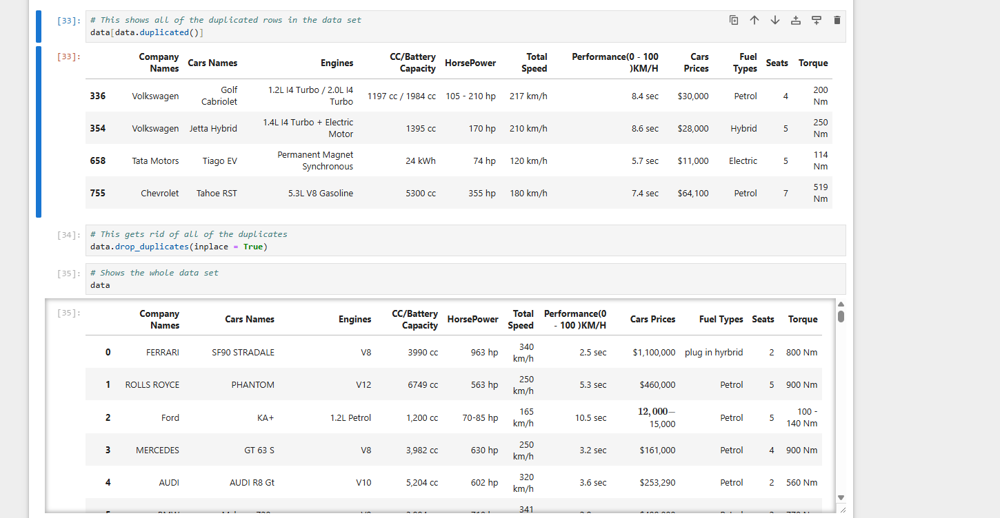 [33]: # This shows all of the duplicated rows in the data set
data[data.duplicated()]
[33]: Company Names Cars Names Engines CC/Battery Capacity HorsePower Total Speed Performance(0 - 100 )KM/H Cars Prices Fuel Types Seats Torque
336 Volkswagen Golf Cabriolet 1.2L I4 Turbo / 2.0L I4 Turbo 1197 cc / 1984 cc 105 - 210 hp 217 km/h 8.4 sec $30,000 Petrol 4 200 Nm
354 Volkswagen Jetta Hybrid 1.4L I4 Turbo + Electric Motor 1395 cc 170 hp 210 km/h 8.6 sec $28,000 Hybrid 5 250 Nm
658 Tata Motors Tiago EV Permanent Magnet Synchronous 24 kWh 74 hp 120 km/h 5.7 sec $11,000 Electric 5 114 Nm
755 Chevrolet Tahoe RST 5.3L V8 Gasoline 5300 cc 355 hp 180 km/h 7.4 sec $64,100 Petrol 7 519 Nm
[34]: # This gets rid of all of the duplicates
data.drop_duplicates(inplace = True)
[35]: # Shows the whole data set
data
[35]: Company Names Cars Names Engines CC/Battery Capacity HorsePower Total Speed Performance(0 - 100 )KM/H Cars Prices Fuel Types Seats Torque
0 FERRARI SF90 STRADALE V8 3990 cc 963 hp 340 km/h 2.5 sec $1,100,000 plug in hyrbrid 2 800 Nm
1 ROLLS ROYCE PHANTOM V12 6749 cc 563 hp 250 km/h 5.3 sec $460,000 Petrol 5 900 Nm
2 Ford KA+ 1.2L Petrol 1,200 cc 70-85 hp 165 km/h 10.5 sec 12,000− 15,000 Petrol 5 100 - 140 Nm
3 MERCEDES GT 63 S V8 3,982 cc 630 hp 250 km/h 3.2 sec $161,000 Petrol 4 900 Nm
4 AUDI AUDI R8 Gt V10 5,204 cc 602 hp 320 km/h 3.6 sec $253,290 Petrol 2 560 Nm
341